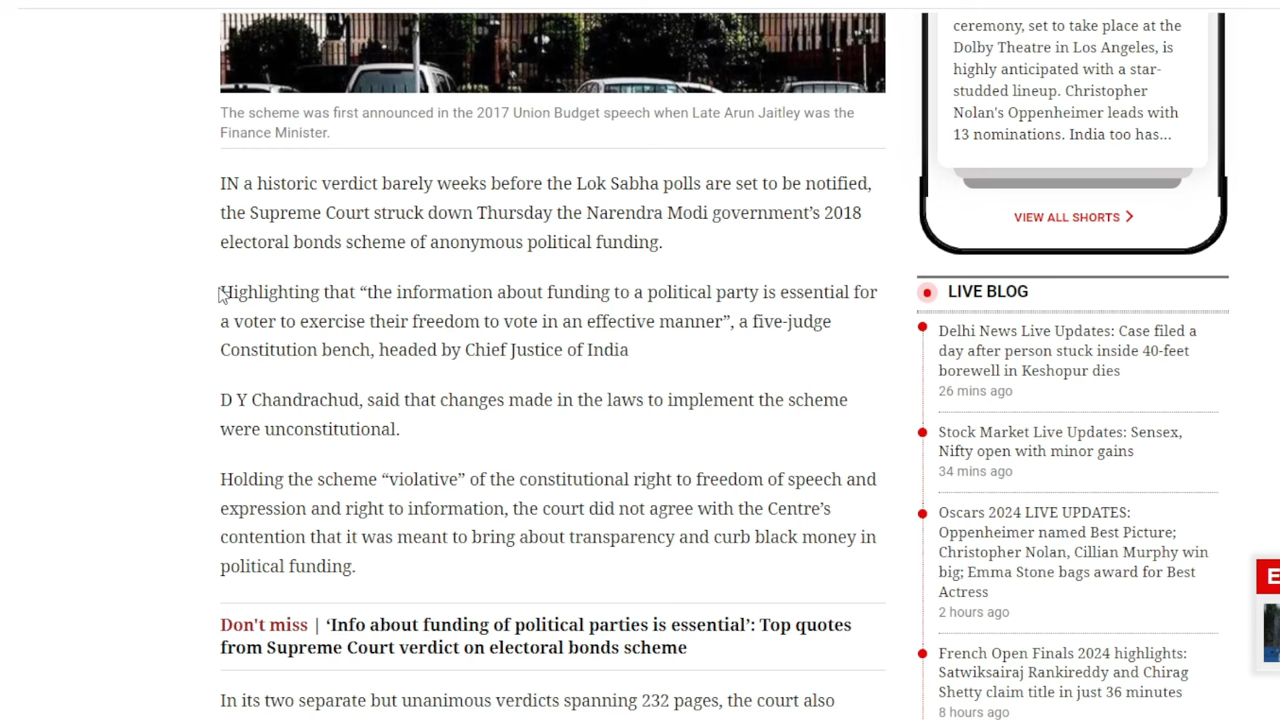 The scheme was first announced in the 2017 Union Budget speech when Late Arun Jaitley was the
Finance Minister.
IN a historic verdict barely weeks before the Lok Sabha polls are set to be notified,
the Supreme Court struck down Thursday the Narendra Modi government’s 2018
electoral bonds scheme of anonymous political funding.
Highlighting that “the information about funding to a political party is essential for
a voter to exercise their freedom to vote in an effective manner”, a five-judge
Constitution bench, headed by Chief Justice of India
D Y Chandrachud, said that changes made in the laws to implement the scheme
were unconstitutional.
Holding the scheme “violative” of the constitutional right to freedom of speech and
expression and right to information, the court did not agree with the Centre’s
contention that it was meant to bring about transparency and curb black money in
political funding.
Don't miss | ‘Info about funding of political parties is essential’: Top quotes
from Supreme Court verdict on electoral bonds scheme
In its two separate but unanimous verdicts spanning 232 pages, the court also
ceremony, set to take place at the
Dolby Theatre in Los Angeles, is
highly anticipated with a star-
studded lineup. Christopher
Nolan's Oppenheimer leads with
13 nominations. India too has...
VIEW ALL SHORTS
LIVE BLOG
Delhi News Live Updates: Case filed a
day after person stuck inside 40-feet
borewell in Keshopur dies
26 mins ago
Stock Market Live Updates: Sensex,
Nifty open with minor gains
34 mins ago
Oscars 2024 LIVE UPDATES:
Oppenheimer named Best Picture;
Christopher Nolan, Cillian Murphy win
big; Emma Stone bags award for Best
Actress
2 hours ago
French Open Finals 2024 highlights:
Satwiksairaj Rankireddy and Chirag
Shetty claim title in just 36 minutes
8 hours ago
E